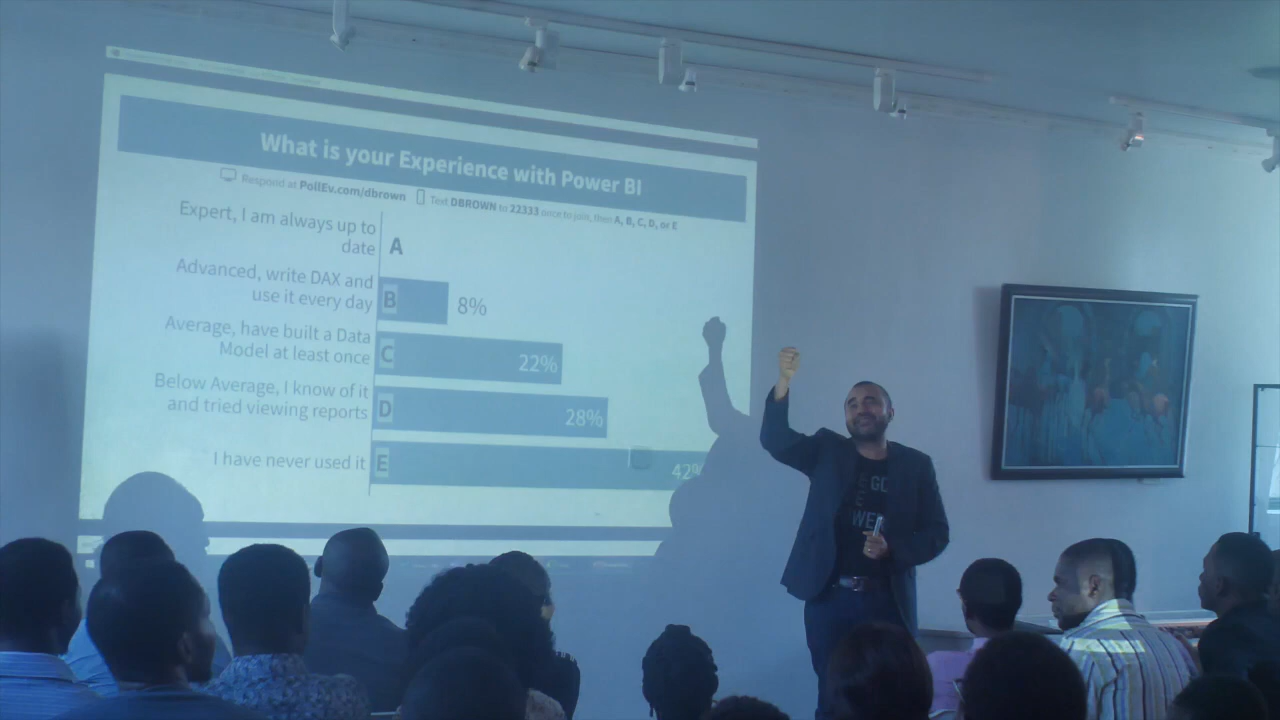 What is your Experience with Power BI
Respond at PollEv.com/dbrown Text DBROWN to 22333 once to join, then A, B, C, D, or E
Expert, I am always up to
date A
Advanced, write DAX and
use it every day B 8%
Average, have built a Data
Model at least once C 22%
Below Average, I know of it
and tried viewing reports D 28%
I have never used it E 42%
GO
WE